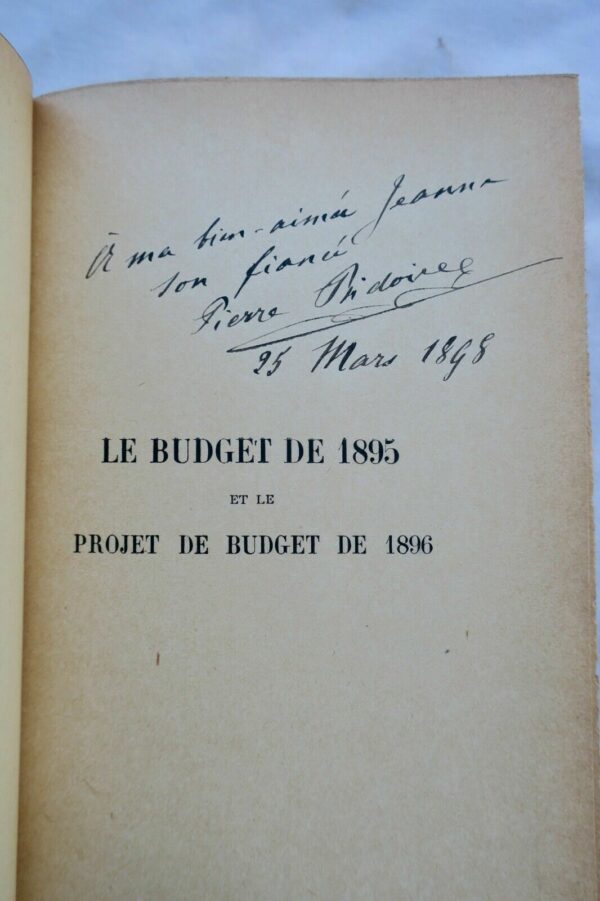 À ma bien-aimée Jeanne
son fiancé
Pierre
25 Mars 1898
LE BUDGET DE 1895
ET LE
PROJET DE BUDGET DE 1896